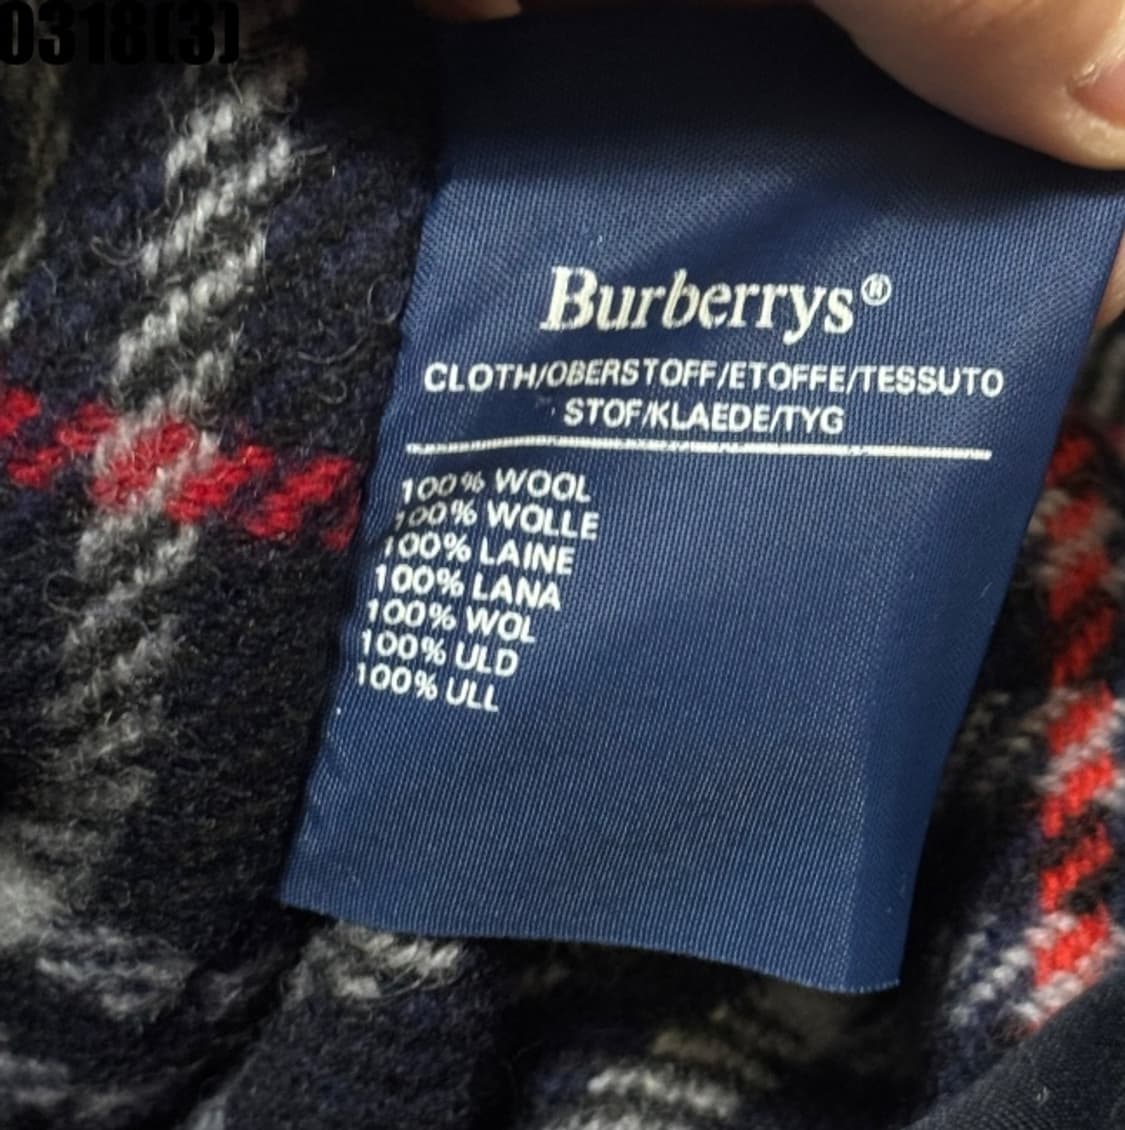 0318(3)
Burberrys®
CLOTH/OBERSTOFF/ETOFFE/TESSUTO
STOF/KLAEDE/TYG
100% WOOL
100% WOLLE
100% LAINE
100% LANA
100% WOL
100% ULD
100% ULL